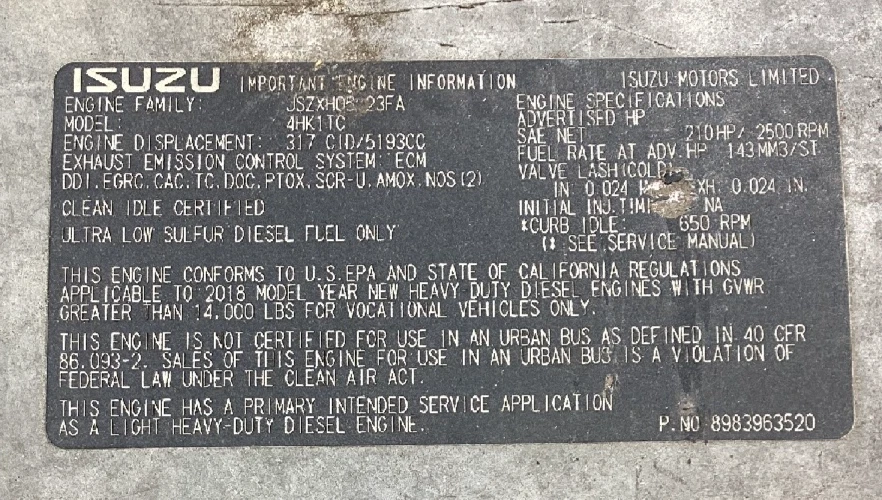 ISUZU IMPORTANT ENGINE INFORMATION ISUZU MOTORS LIMITED
ENGINE FAMILY: 23FA
MODEL: 4HK1TC
ENGINE DISPLACEMENT: 317 CID/5193CC
EXHAUST EMISSION CONTROL SYSTEM: ECM
DDI.EGRC.CAC.TC.DOC.PTOX.SCR-U.AMOX.NOS(2)
CLEAN IDLE CERTIFIED
ULTRA LOW SULFUR DIESEL FUEL ONLY
ENGINE SPECIFICATIONS
ADVERTISED HP
SAE NET 210HP/ 2500RPM
FUEL RATE AT ADV.HP 143MM3/ST
VALVE LASH(COLD)
IN: 0.024 EXH: 0.024 IN.
INITIAL INJ. NA
*CURB IDLE: 650 RPM
(* SEE SERVICE MANUAL)
THIS ENGINE CONFORMS TO U.S.EPA AND STATE OF CALIFORNIA REGULATIONS
APPLICABLE TO 2018 MODEL YEAR NEW HEAVY DUTY DIESEL ENGINES WITH GVWR
GREATER THAN 14,000 LBS FOR VOCATIONAL VEHICLES ONLY.
THIS ENGINE IS NOT CERTIFIED FOR USE IN AN URBAN BUS AS DEFINED IN 40 CFR
86.093-2. SALES OF THIS ENGINE FOR USE IN AN URBAN BUS IS A VIOLATION OF
FEDERAL LAW UNDER THE CLEAN AIR ACT.
THIS ENGINE HAS A PRIMARY INTENDED SERVICE APPLICATION
AS A LIGHT HEAVY-DUTY DIESEL ENGINE. P.NO 8983963520